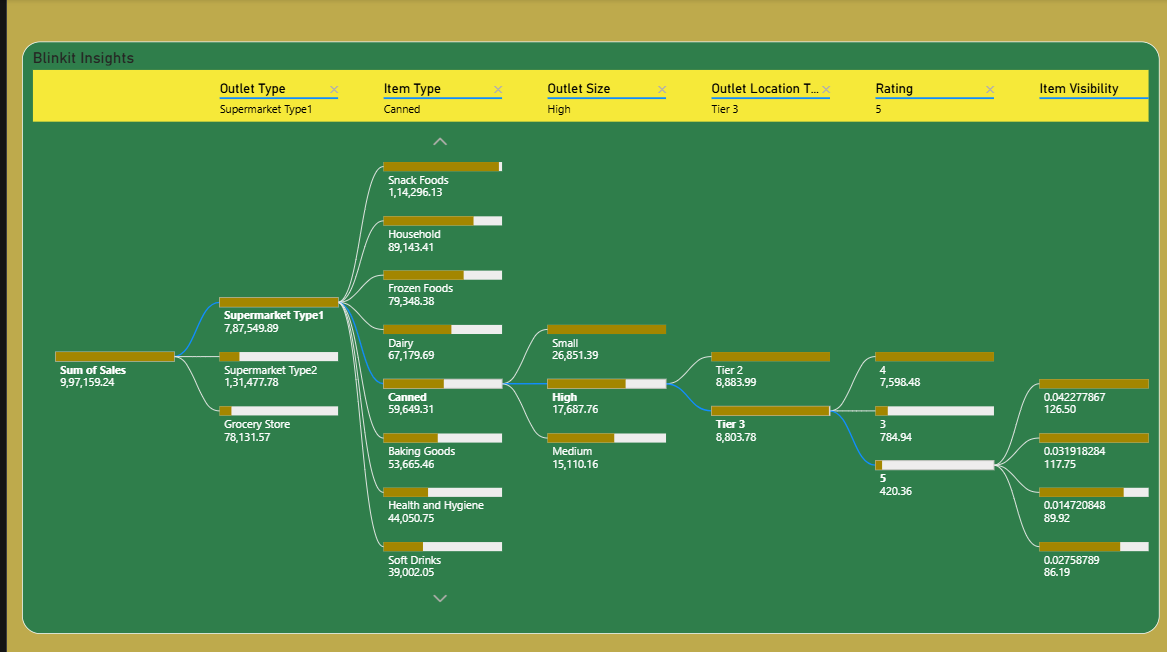 Blinkit Insights
Outlet Type ×
Supermarket Type1
Item Type ×
Canned
Outlet Size ×
High
Outlet Location T... ×
Tier 3
Rating ×
5
Item Visibility
Sum of Sales
9,97,159.24
Supermarket Type1
7,87,549.89
Supermarket Type2
1,31,477.78
Grocery Store
78,131.57
Snack Foods
1,14,296.13
Household
89,143.41
Frozen Foods
79,348.38
Dairy
67,179.69
Canned
59,649.31
Baking Goods
53,665.46
Health and Hygiene
44,050.75
Soft Drinks
39,002.05
Small
26,851.39
High
17,687.76
Medium
15,110.16
Tier 2
8,883.99
Tier 3
8,803.78
4
7,598.48
3
784.94
5
420.36
0.042277867
126.50
0.031918284
117.75
0.014720848
89.92
0.02758789
86.19